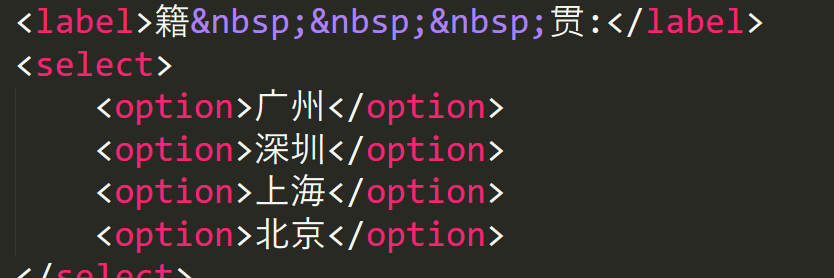 <label>籍&nbsp;&nbsp;&nbsp;贯:</label>
<select>
<option>广州</option>
<option>深圳</option>
<option>上海</option>
<option>北京</option>
</select>